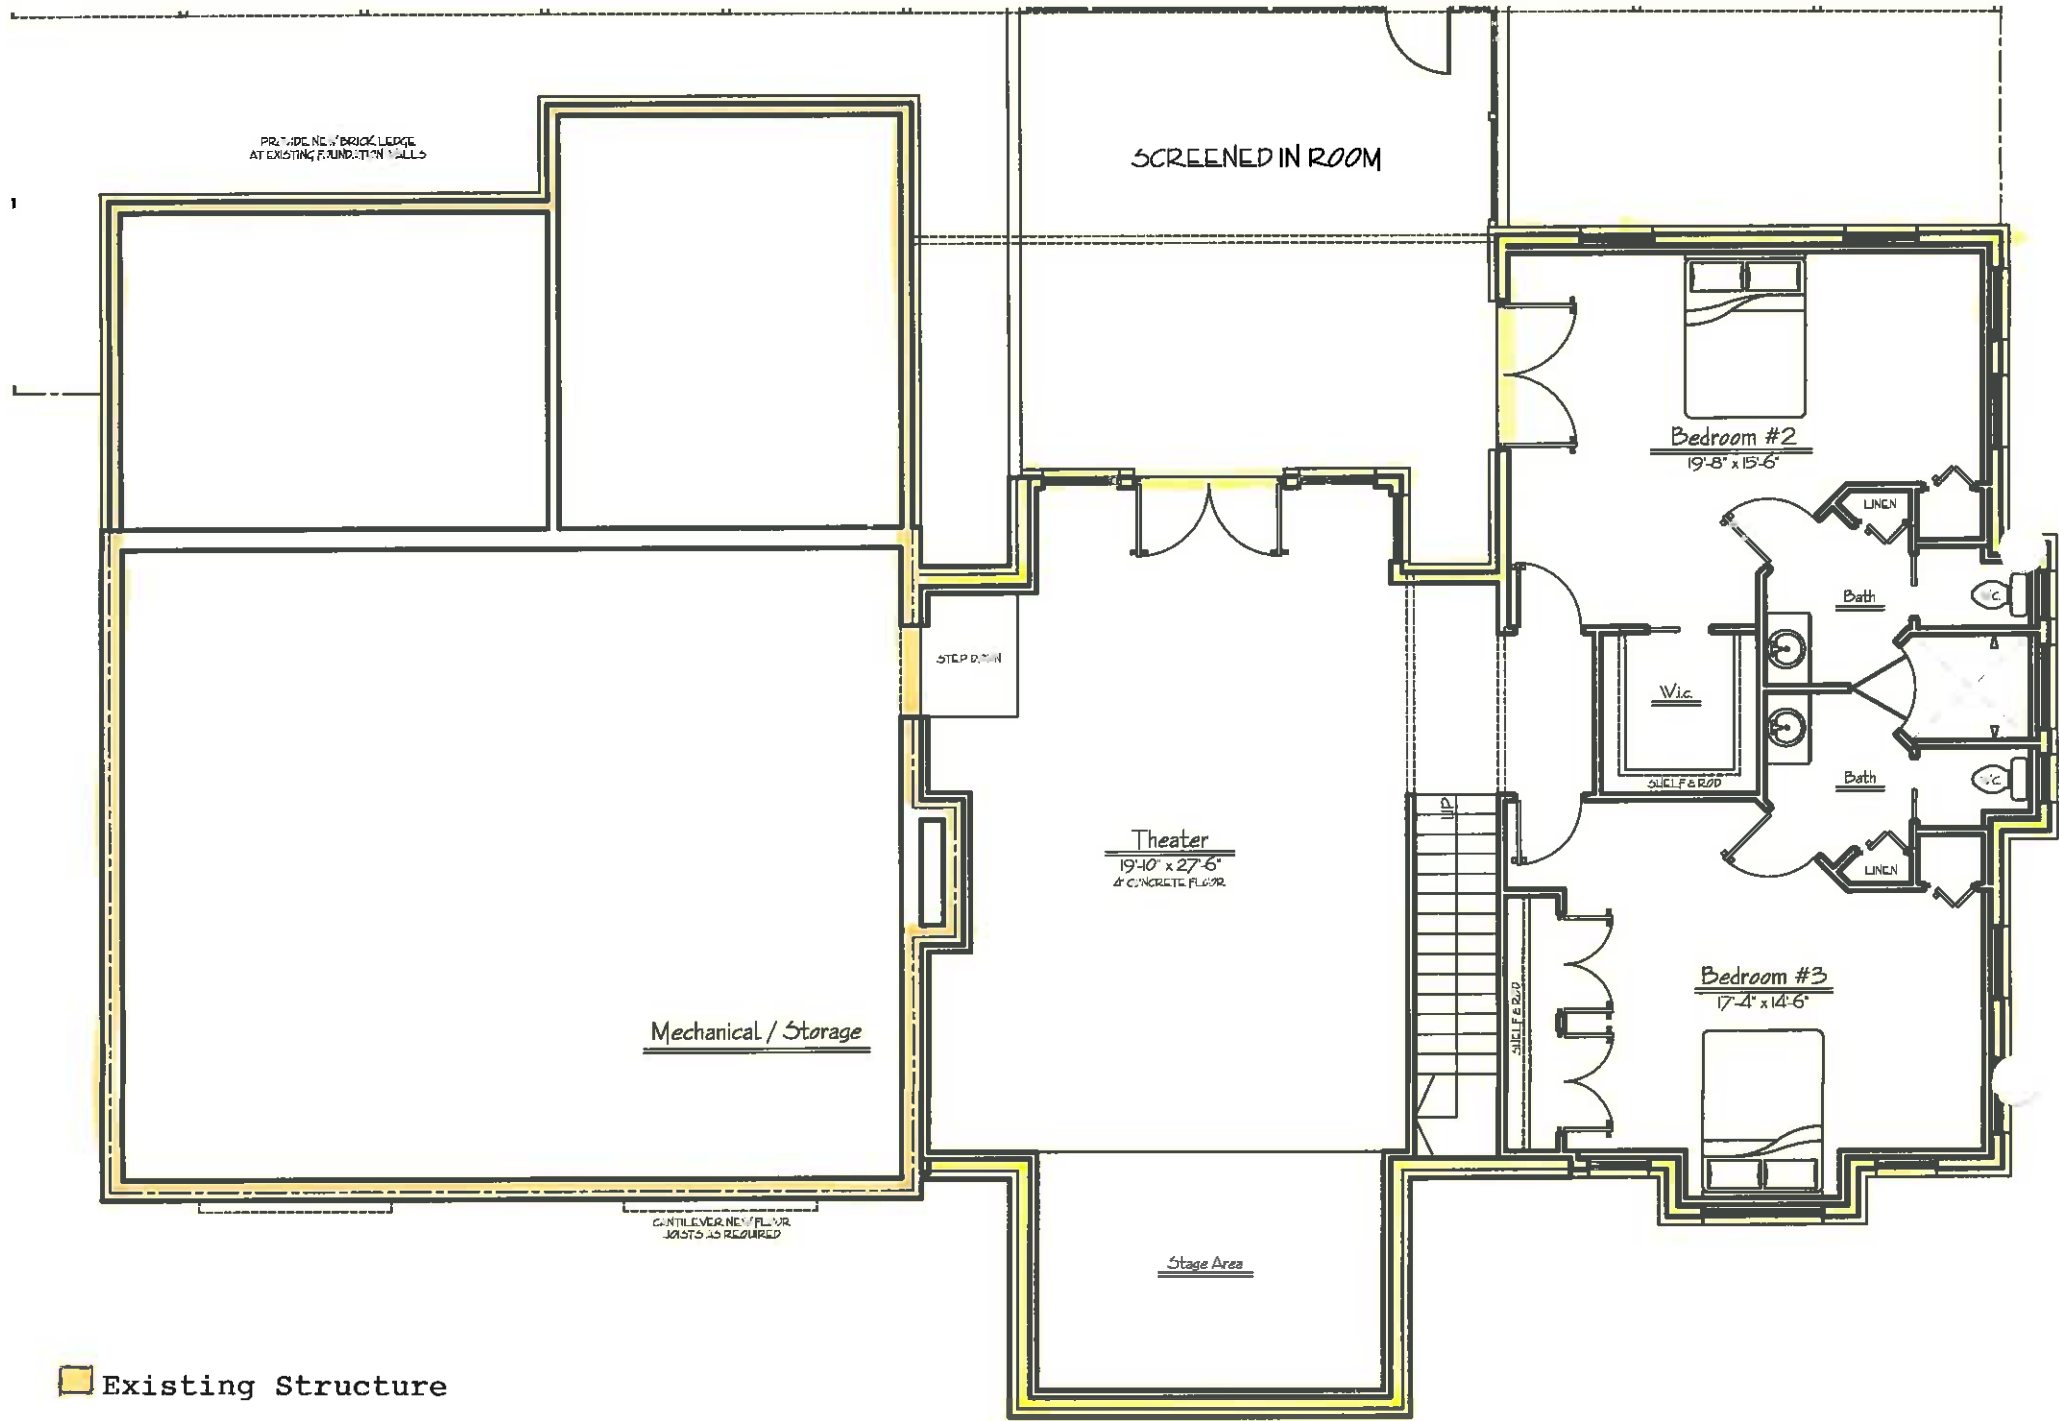 PROVIDE NEW BRICK LEDGE
AT EXISTING FOUNDATION WALLS
SCREENED IN ROOM
Bedroom #2
19'-8" x 15'-6"
LINEN
Bath
W.C.
STEP DOWN
W.i.c.
SHELF & ROD
UP
Bath
W.C.
Theater
19'-10" x 27'-6"
4" CONCRETE FLOOR
LINEN
Bedroom #3
17'-4" x 14'-6"
SHELF & ROD
Mechanical / Storage
CANTILEVER NEW FLOOR
JOISTS AS REQUIRED
Stage Area
Existing Structure